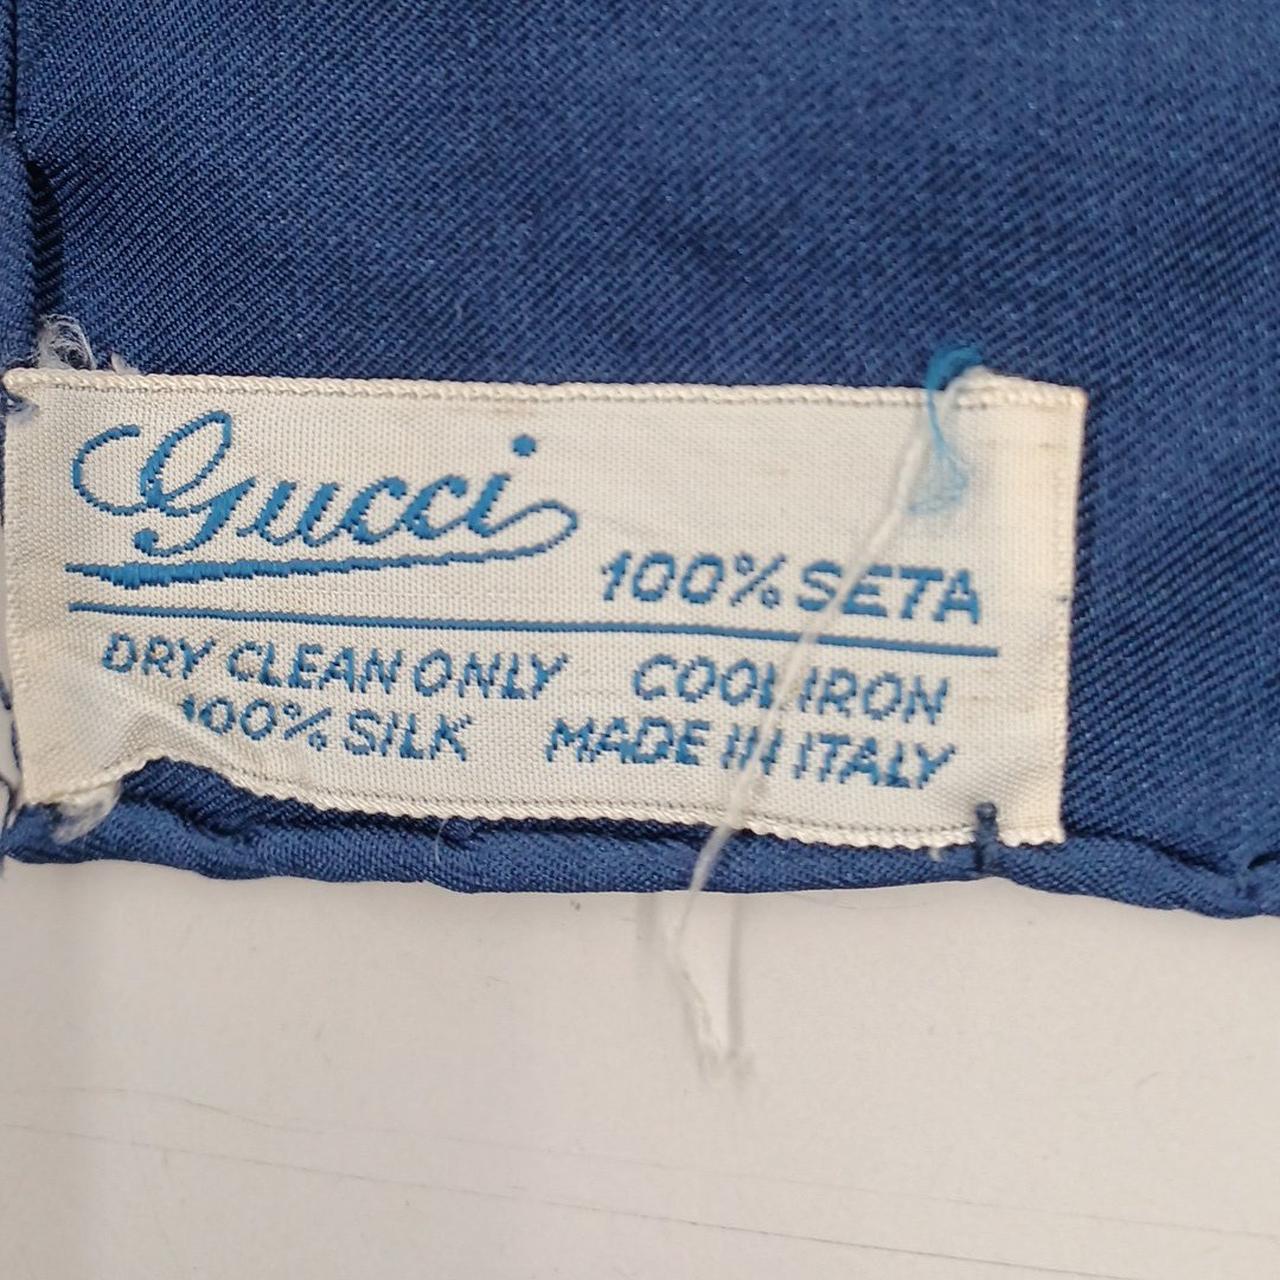 Gucci
100% SETA
DRY CLEAN ONLY COOL IRON
100% SILK MADE IN ITALY